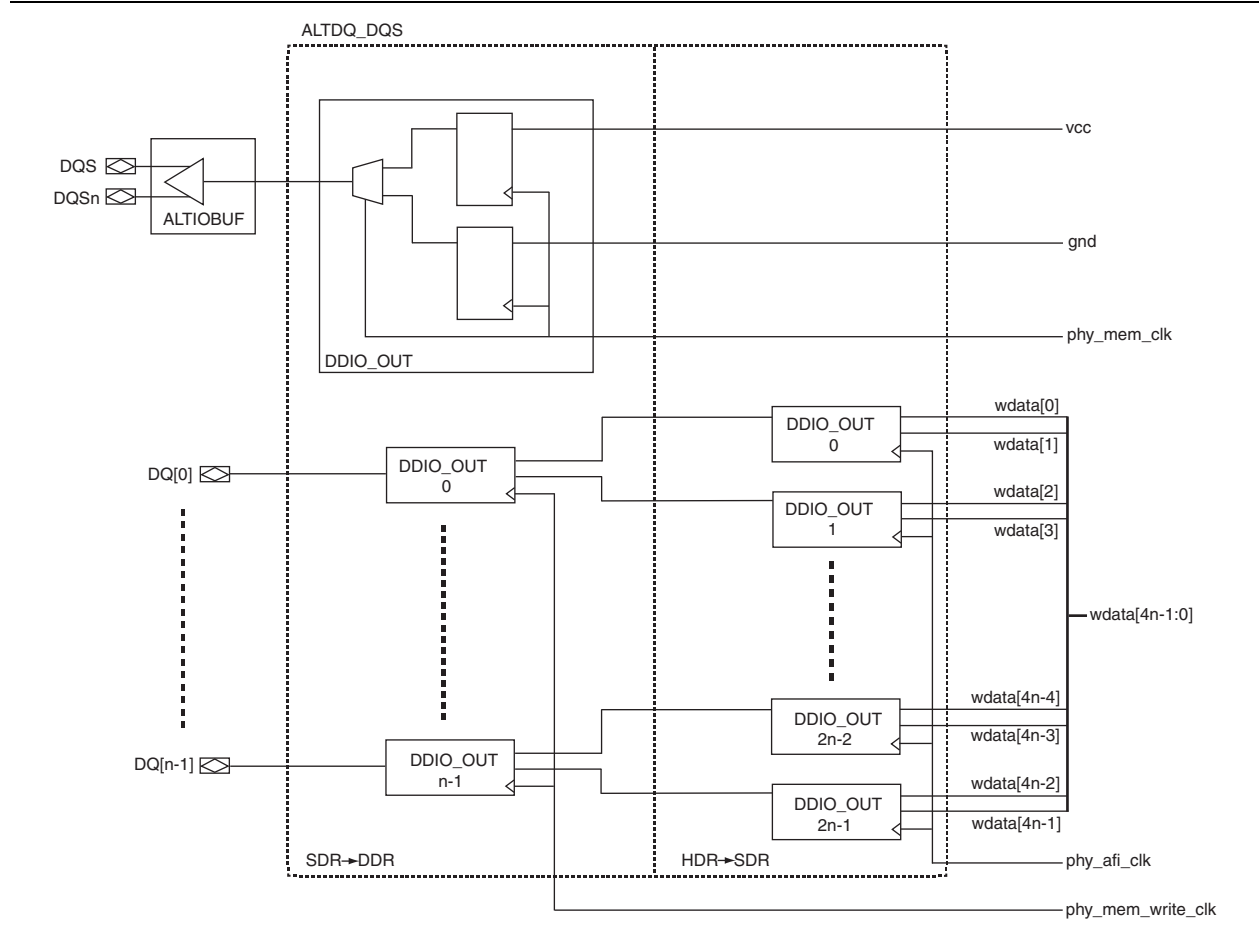 ALTDQ_DQS
vcc
DQS
DQSn
ALTIOBUF
gnd
phy_mem_clk
DDIO_OUT
wdata[0]
DDIO_OUT
0
wdata[1]
DQ[0]
DDIO_OUT
0
wdata[2]
DDIO_OUT
1
wdata[3]
wdata[4n-1:0]
wdata[4n-4]
DDIO_OUT
2n-2
wdata[4n-3]
DQ[n-1]
DDIO_OUT
n-1
wdata[4n-2]
DDIO_OUT
2n-1
wdata[4n-1]
SDR→DDR
HDR→SDR
phy_afi_clk
phy_mem_write_clk